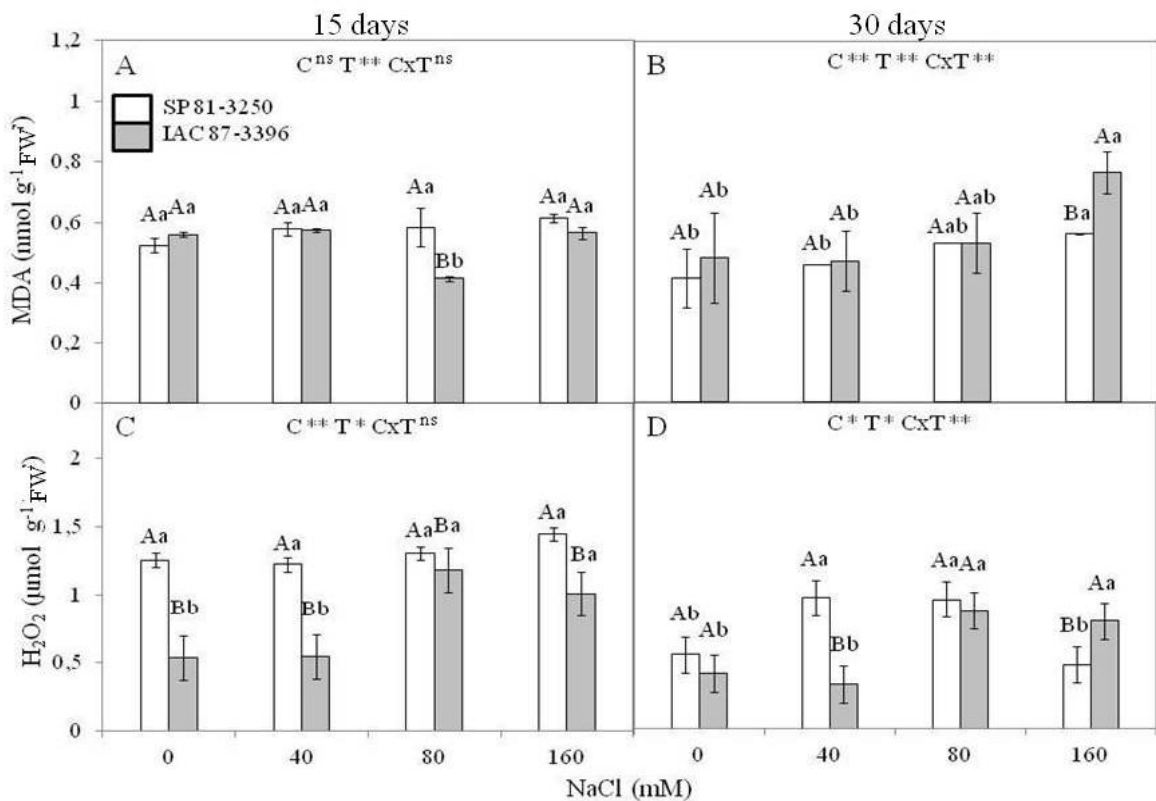 15 days
30 days
1,2
1
0,8
0,6
0,4
0,2
0
MDA (nmol g⁻¹FW)
A
C ns T ** CxT ns
SP81-3250
IAC87-3396
Aa Aa
Aa Aa
Aa
Bb
Aa
Aa
B
C ** T ** CxT **
Ab
Ab
Ab
Ab
Aab
Aab
Ba
Aa
2
1,5
1
0,5
0
H₂O₂ (µmol g⁻¹FW)
C
C ** T * CxT ns
Aa
Bb
Aa
Bb
Aa
Ba
Aa
Ba
D
C * T * CxT **
Ab
Ab
Aa
Bb
Aa Aa
Bb
Aa
0
40
80
160
0
40
80
160
NaCl (mM)